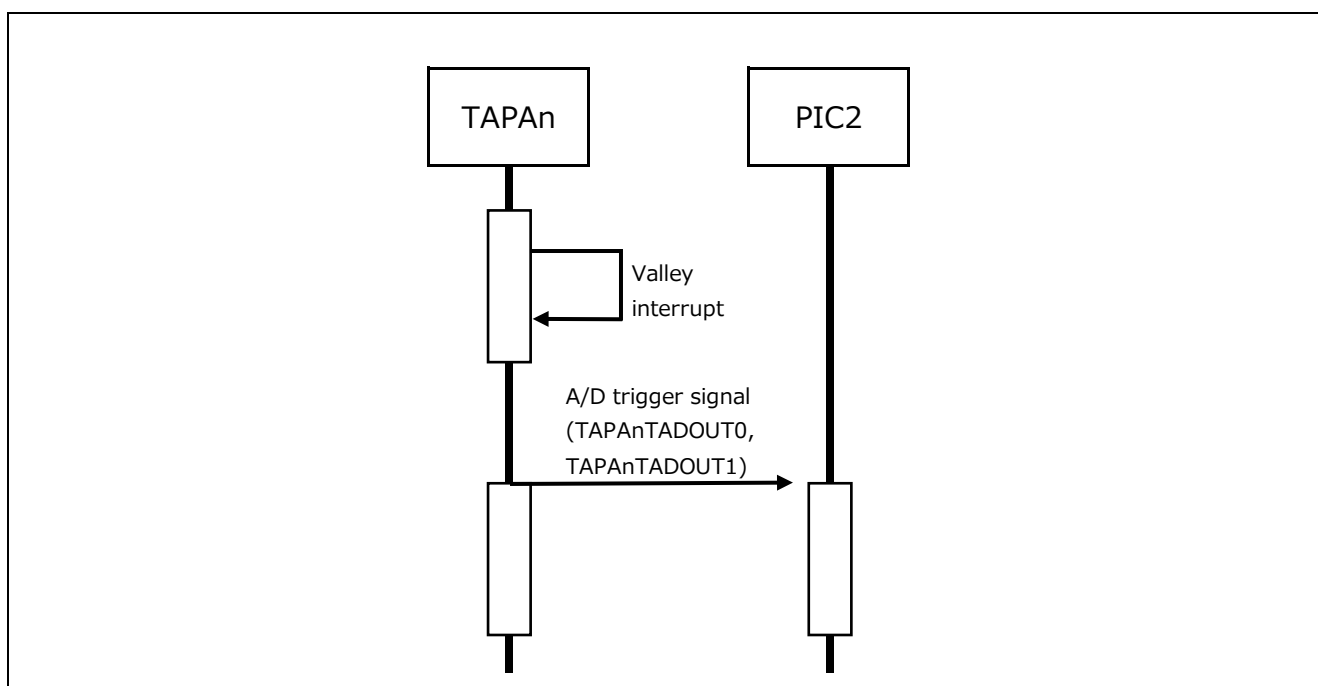 TAPAn
PIC2
Valley
interrupt
A/D trigger signal
(TAPAnTADOUT0,
TAPAnTADOUT1)